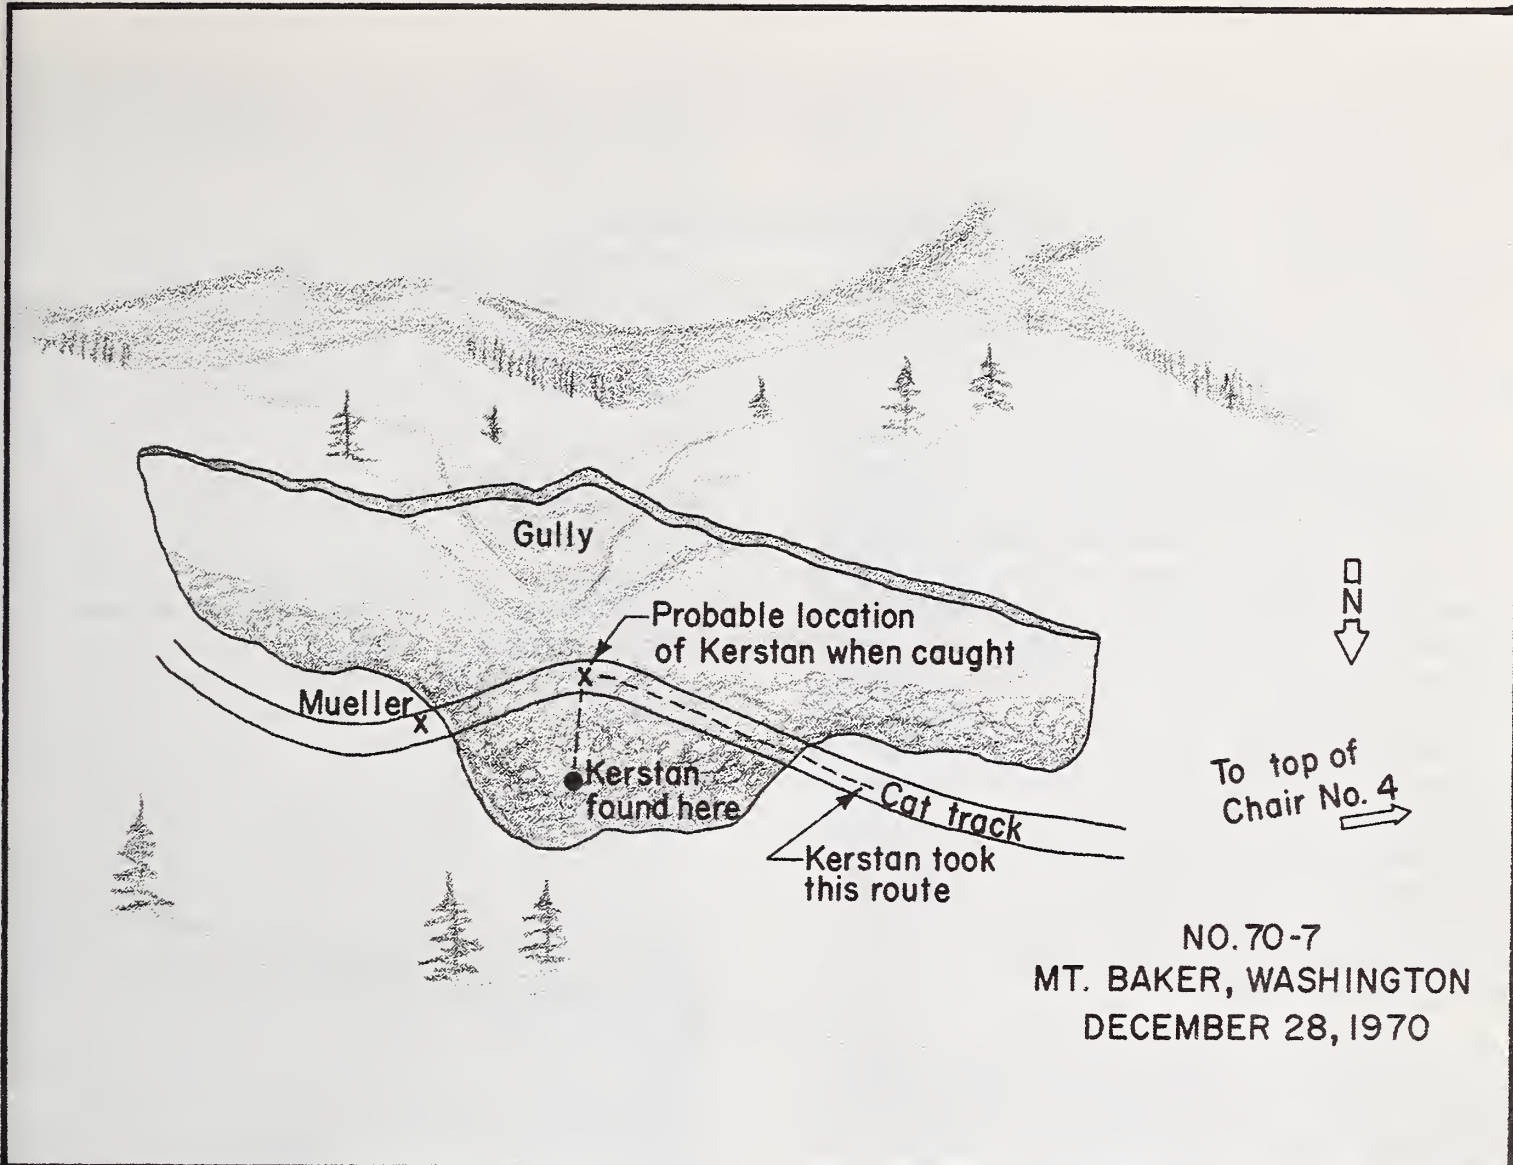 Gully
Probable location
of Kerstan when caught
Mueller
N
Kerstan
found here
Cat track
To top of
Chair No. 4
Kerstan took
this route
NO. 70-7
MT. BAKER, WASHINGTON
DECEMBER 28, 1970